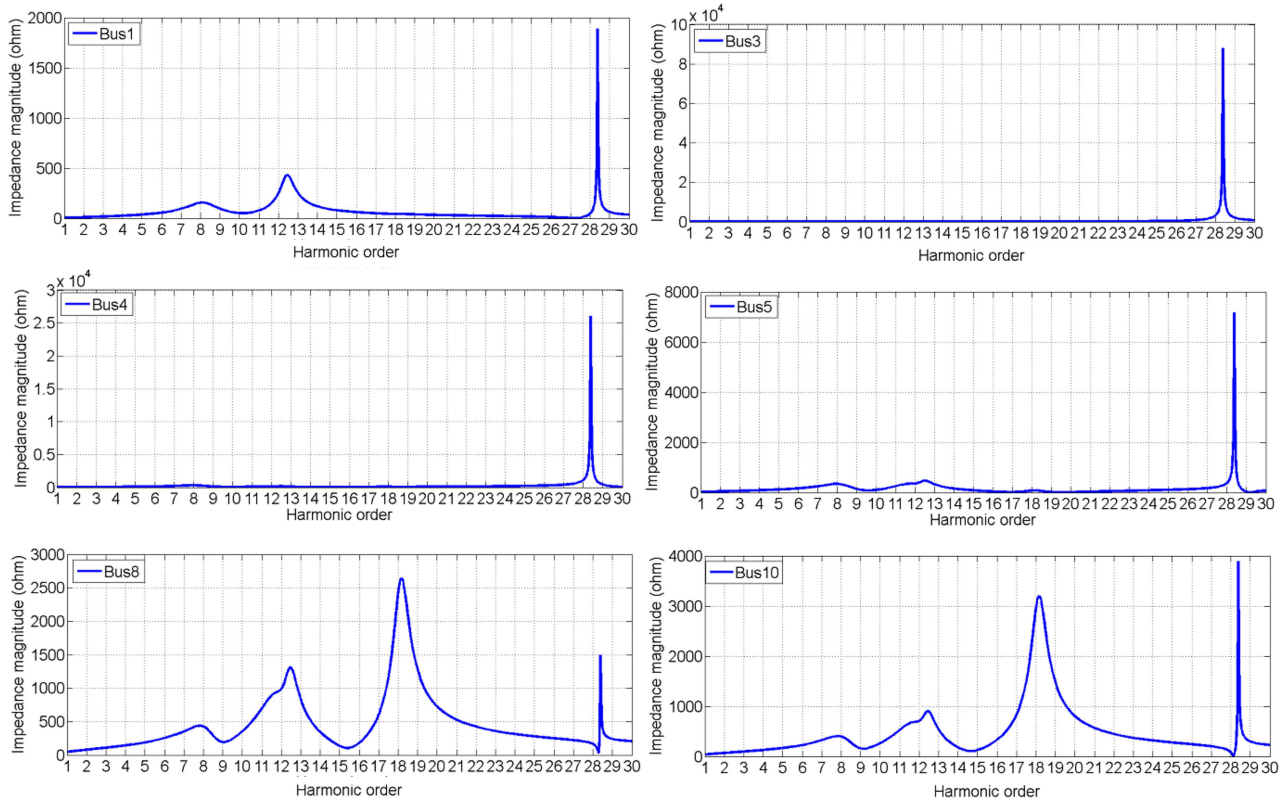 Impedance magnitude (ohm)
2000
1500
1000
500
0
Bus1
1 2 3 4 5 6 7 8 9 10 11 12 13 14 15 16 17 18 19 20 21 22 23 24 25 26 27 28 29 30
Harmonic order
Impedance magnitude (ohm)
x 10⁴
10
8
6
4
2
0
Bus3
1 2 3 4 5 6 7 8 9 10 11 12 13 14 15 16 17 18 19 20 21 22 23 24 25 26 27 28 29 30
Harmonic order
Impedance magnitude (ohm)
x 10⁴
3
2.5
2
1.5
1
0.5
0
Bus4
1 2 3 4 5 6 7 8 9 10 11 12 13 14 15 16 17 18 19 20 21 22 23 24 25 26 27 28 29 30
Harmonic order
Impedance magnitude (ohm)
8000
6000
4000
2000
0
Bus5
1 2 3 4 5 6 7 8 9 10 11 12 13 14 15 16 17 18 19 20 21 22 23 24 25 26 27 28 29 30
Harmonic order
Impedance magnitude (ohm)
3000
2500
2000
1500
1000
500
0
Bus8
1 2 3 4 5 6 7 8 9 10 11 12 13 14 15 16 17 18 19 20 21 22 23 24 25 26 27 28 29 30
Harmonic order
Impedance magnitude (ohm)
4000
3000
2000
1000
0
Bus10
1 2 3 4 5 6 7 8 9 10 11 12 13 14 15 16 17 18 19 20 21 22 23 24 25 26 27 28 29 30
Harmonic order